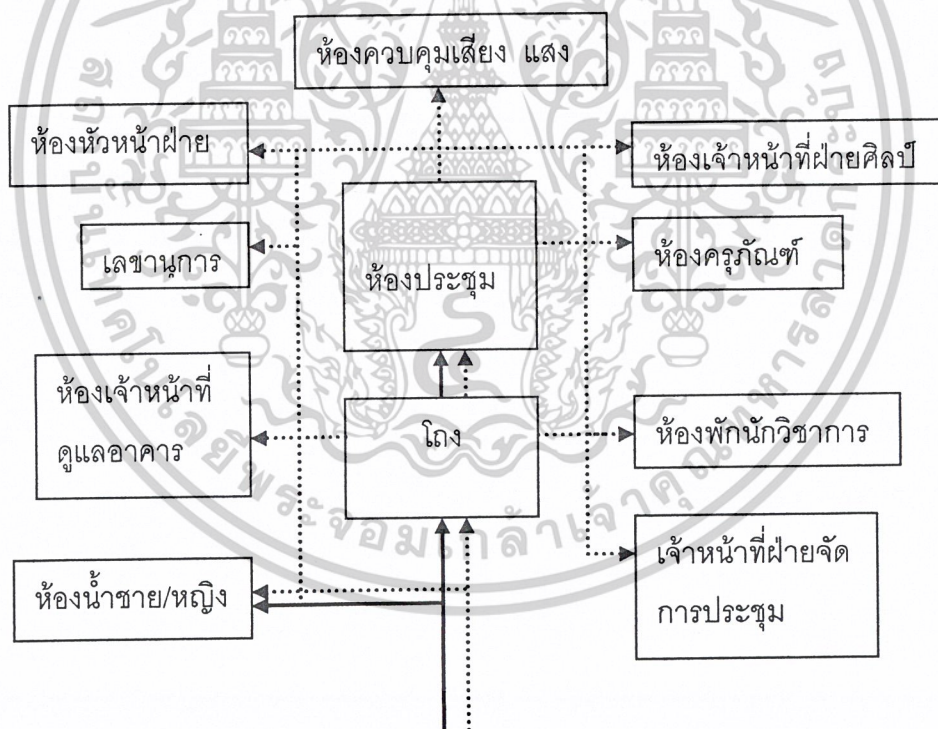 ห้องควบคุมเสียง แสง
ห้องหัวหน้าฝ่าย
ห้องเจ้าหน้าที่ฝ่ายศิลป์
เลขานุการ
ห้องประชุม
ห้องครุภัณฑ์
ห้องเจ้าหน้าที่
ดูแลอาคาร
โถง
ห้องพักนักวิชาการ
ห้องน้ำชาย/หญิง
เจ้าหน้าที่ฝ่ายจัด
การประชุม